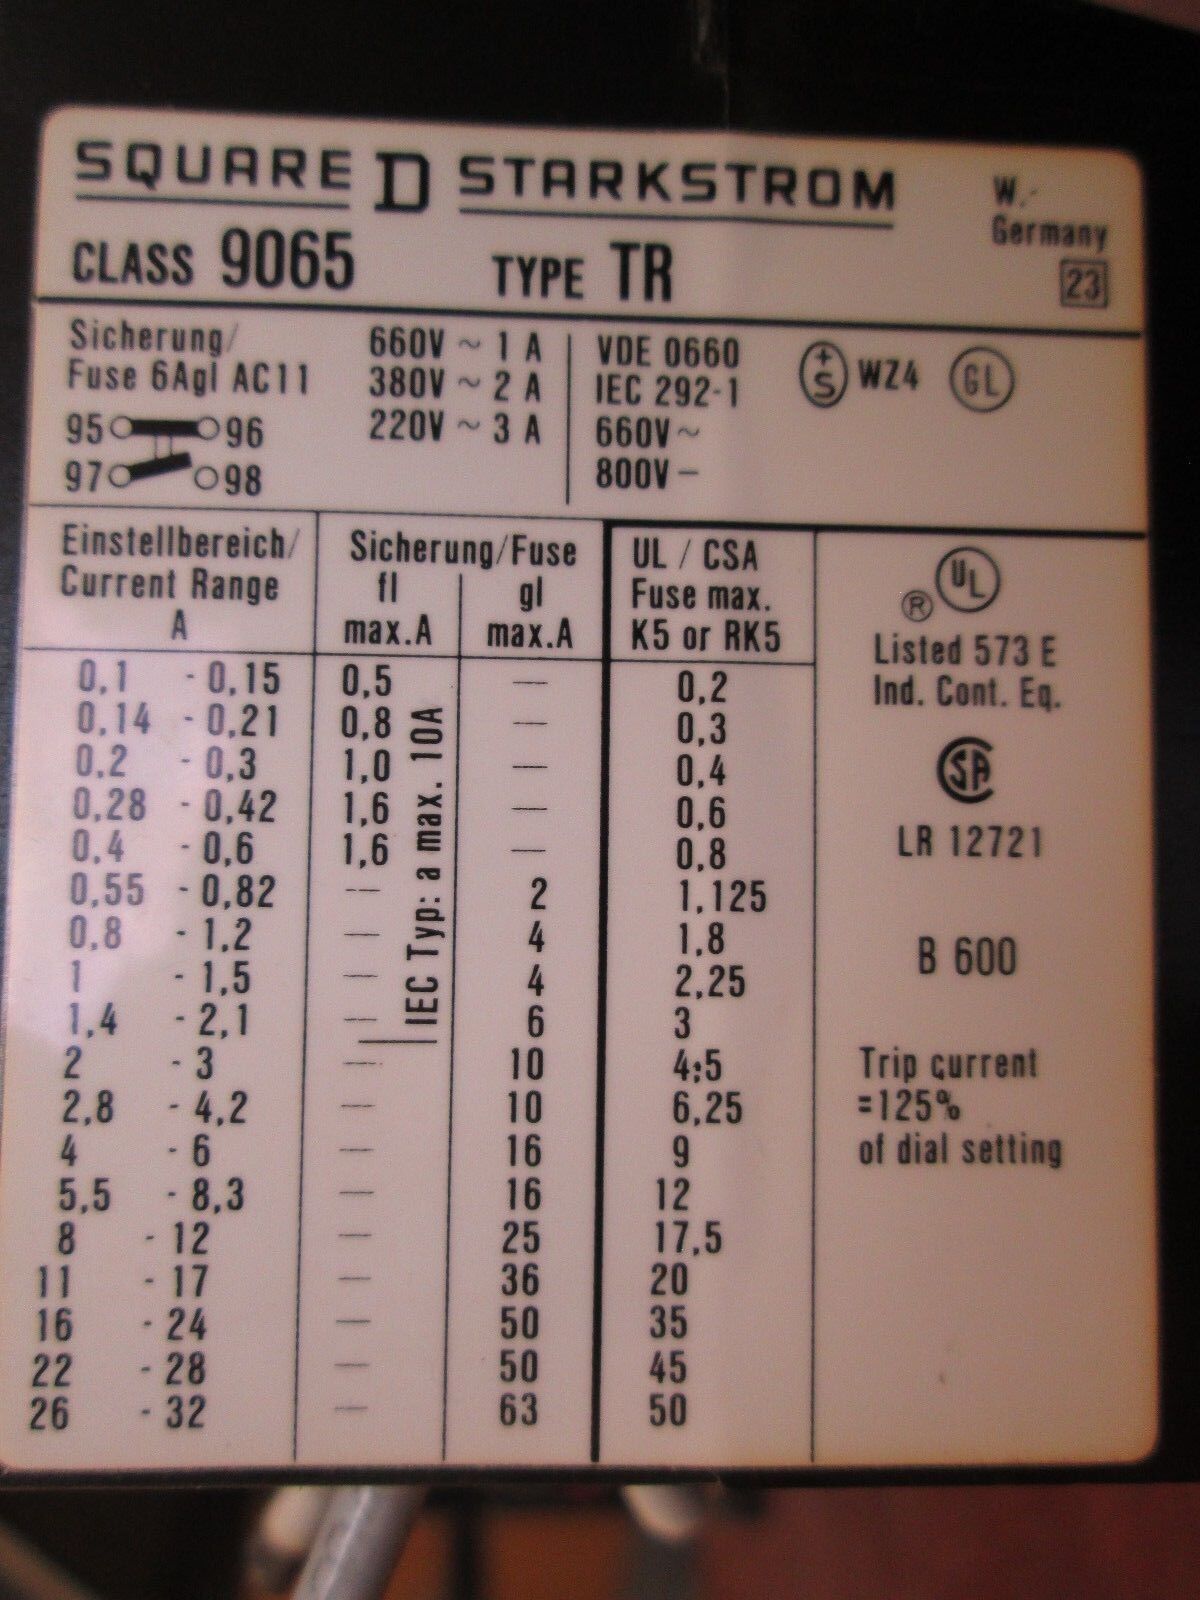 SQUARE D STARKSTROM
W.-
Germany
CLASS 9065 TYPE TR
23
Sicherung/
Fuse 6Agl AC11
95 96
97 98
660V ~ 1 A
380V ~ 2 A
220V ~ 3 A
VDE 0660
IEC 292-1
660V ~
800V –
+S WZ4 GL
Einstellbereich/
Current Range
A
Sicherung/Fuse
fl gl
max.A max.A
UL / CSA
Fuse max.
K5 or RK5
0,1 - 0,15 0,5 — 0,2
0,14 - 0,21 0,8 — 0,3
0,2 - 0,3 1,0 — 0,4
0,28 - 0,42 1,6 — 0,6
0,4 - 0,6 1,6 — 0,8
0,55 - 0,82 — 2 1,125
0,8 - 1,2 — 4 1,8
1 - 1,5 — 4 2,25
1,4 - 2,1 — 6 3
2 - 3 — 10 4,5
2,8 - 4,2 — 10 6,25
4 - 6 — 16 9
5,5 - 8,3 — 16 12
8 - 12 — 25 17,5
11 - 17 — 36 20
16 - 24 — 50 35
22 - 28 — 50 45
26 - 32 — 63 50
IEC Typ: a max. 10A
UL ®
Listed 573 E
Ind. Cont. Eq.
SA
LR 12721
B 600
Trip current
=125%
of dial setting